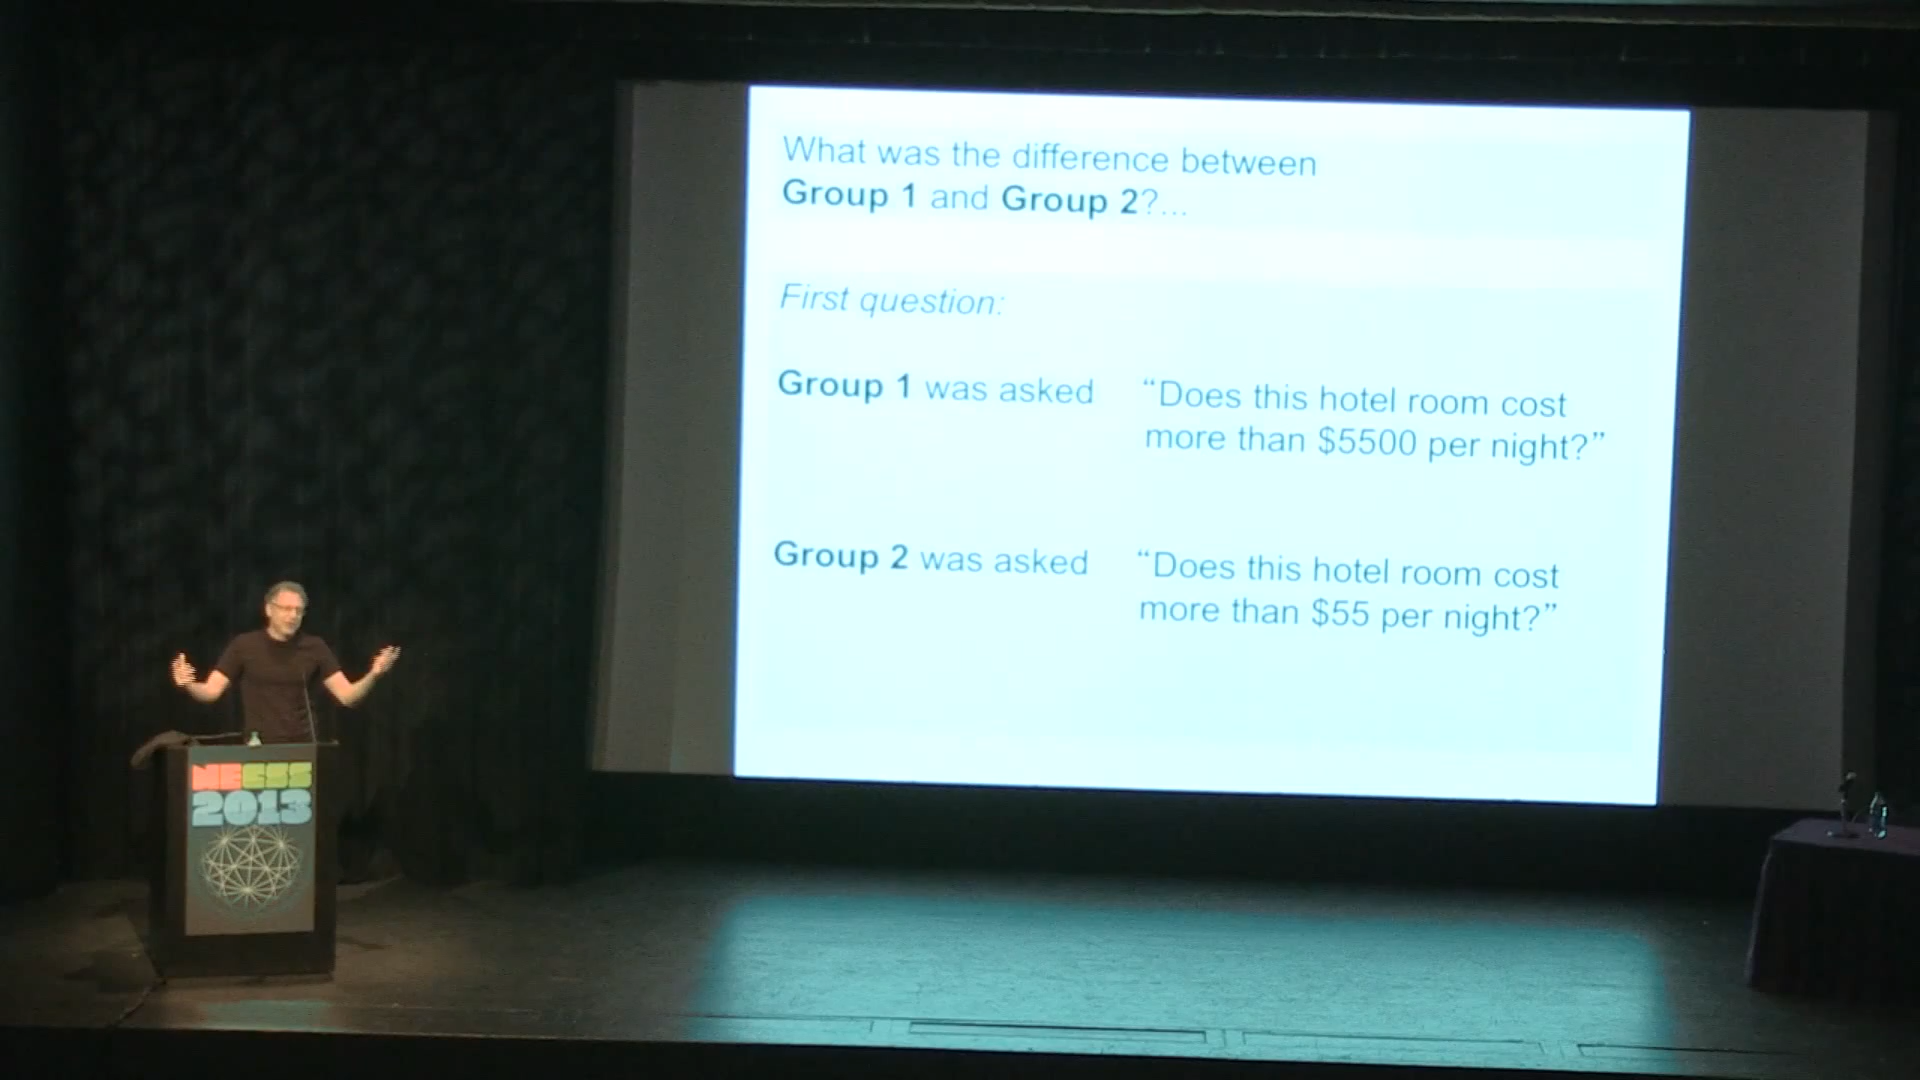 What was the difference between
Group 1 and Group 2?...
First question:
Group 1 was asked
“Does this hotel room cost
more than $5500 per night?”
Group 2 was asked
“Does this hotel room cost
more than $55 per night?”
NECSS
2013